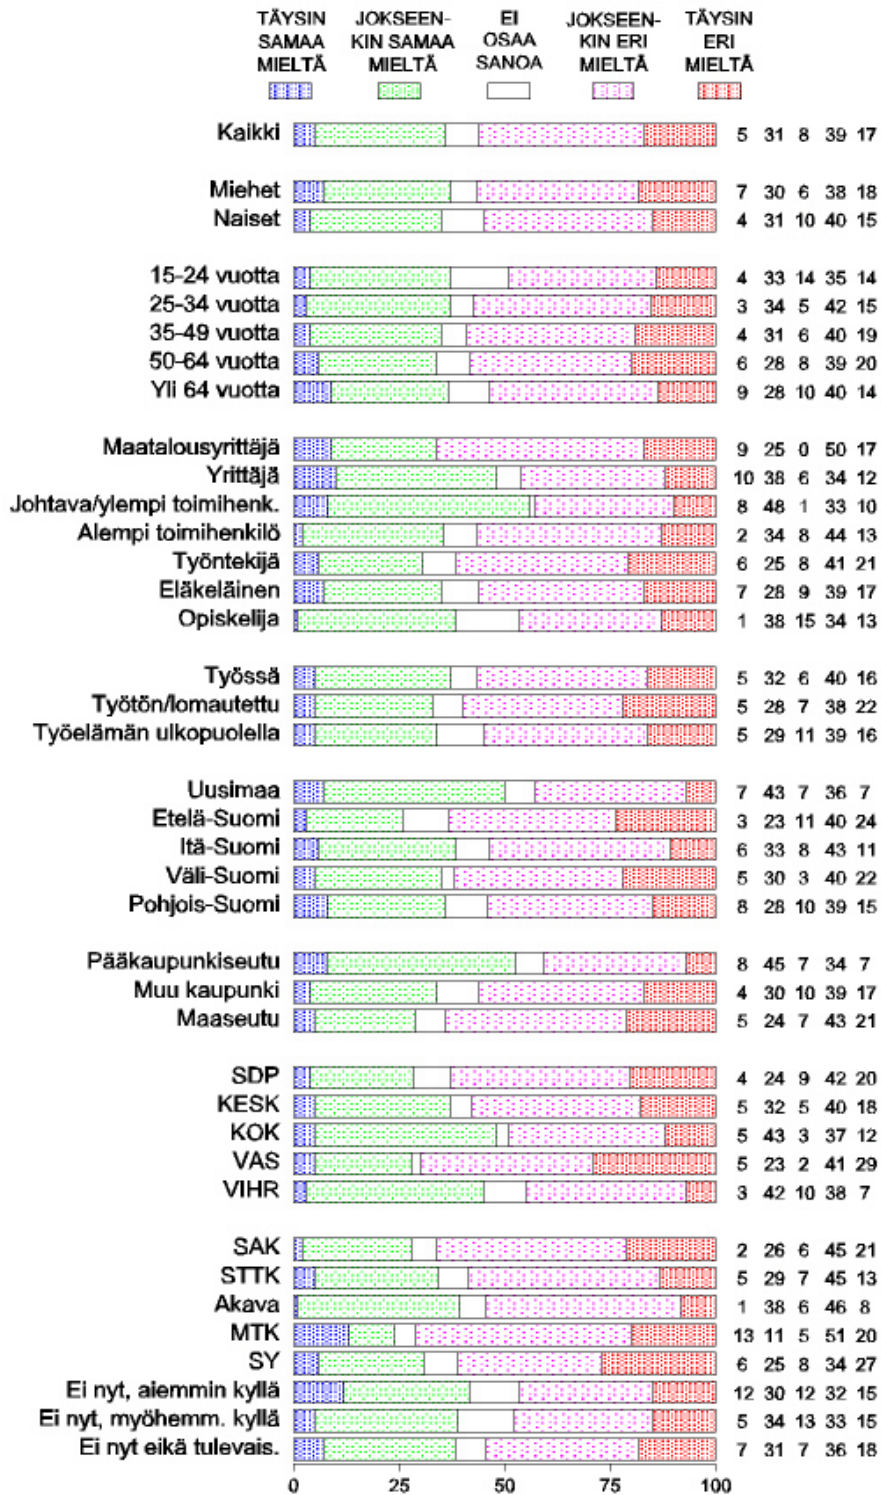 TÄYSIN JOKSEEN- EI JOKSEEN- TÄYSIN
SAMAA KIN SAMAA OSAA KIN ERI ERI
MIELTÄ MIELTÄ SANOA MIELTÄ MIELTÄ
Kaikki 5 31 8 39 17
Miehet 7 30 6 38 18
Naiset 4 31 10 40 15
15-24 vuotta 4 33 14 35 14
25-34 vuotta 3 34 5 42 15
35-49 vuotta 4 31 6 40 19
50-64 vuotta 6 28 8 39 20
Yli 64 vuotta 9 28 10 40 14
Maatalousyrittäjä 9 25 0 50 17
Yrittäjä 10 38 6 34 12
Johtava/ylempi toimihenk. 8 48 1 33 10
Alempi toimihenkilö 2 34 8 44 13
Työntekijä 6 25 8 41 21
Eläkeläinen 7 28 9 39 17
Opiskelija 1 38 15 34 13
Työssä 5 32 6 40 16
Työtön/lomautettu 5 28 7 38 22
Työelämän ulkopuolella 5 29 11 39 16
Uusimaa 7 43 7 36 7
Etelä-Suomi 3 23 11 40 24
Itä-Suomi 6 33 8 43 11
Väli-Suomi 5 30 3 40 22
Pohjois-Suomi 8 28 10 39 15
Pääkaupunkiseutu 8 45 7 34 7
Muu kaupunki 4 30 10 39 17
Maaseutu 5 24 7 43 21
SDP 4 24 9 42 20
KESK 5 32 5 40 18
KOK 5 43 3 37 12
VAS 5 23 2 41 29
VIHR 3 42 10 38 7
SAK 2 26 6 45 21
STTK 5 29 7 45 13
Akava 1 38 6 46 8
MTK 13 11 5 51 20
SY 6 25 8 34 27
Ei nyt, aiemmin kyllä 12 30 12 32 15
Ei nyt, myöhemm. kyllä 5 34 13 33 15
Ei nyt eikä tulevais. 7 31 7 36 18
0 25 50 75 100